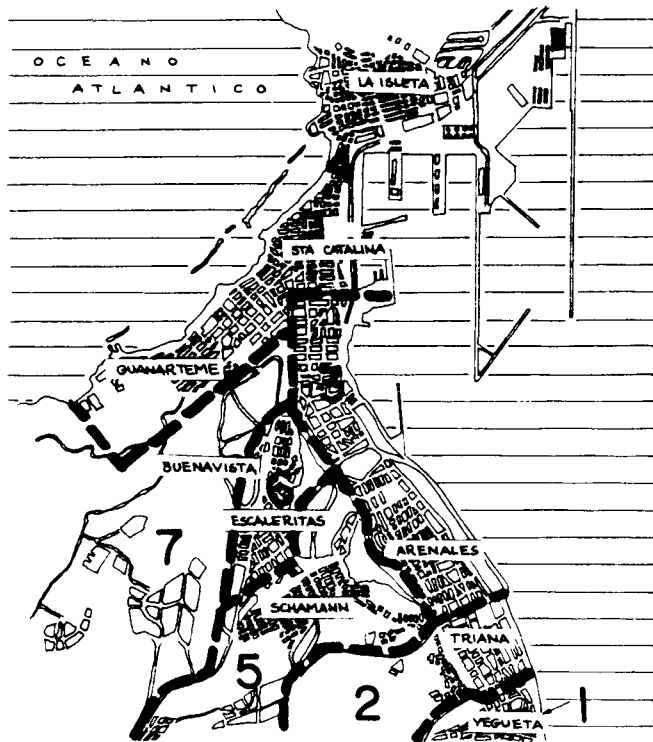 OCEANO
ATLANTICO
LA ISLETA
STA CATALINA
GUANARTEME
BUENAVISTA
ESCALERITAS
7
ARENALES
SCHAMANN
TRIANA
5
2
1
VEGUETA